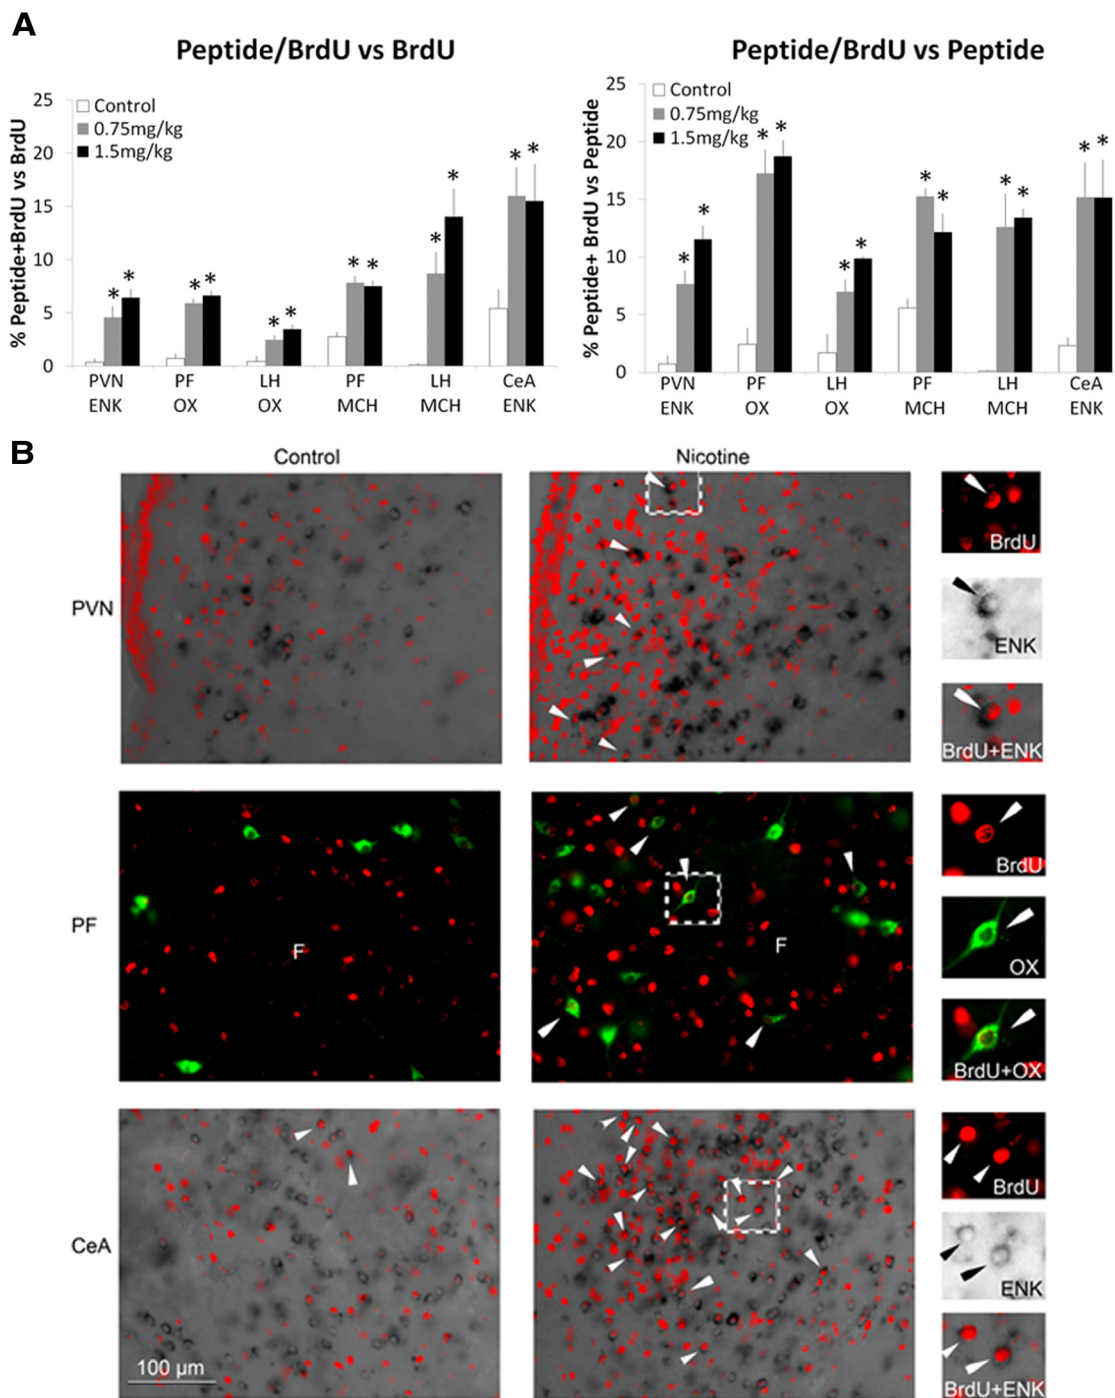 A
Peptide/BrdU vs BrdU
% Peptide+BrdU vs BrdU
25
20
15
10
5
0
Control
0.75mg/kg
1.5mg/kg
* * * * * * * * * * * *
PVN PF LH PF LH CeA
ENK OX OX MCH MCH ENK
Peptide/BrdU vs Peptide
% Peptide+ BrdU vs Peptide
25
20
15
10
5
0
Control
0.75mg/kg
1.5mg/kg
* * * * * * * * * * * *
PVN PF LH PF LH CeA
ENK OX OX MCH MCH ENK
B
Control Nicotine
PVN
BrdU
ENK
BrdU+ENK
PF
F
F
BrdU
OX
BrdU+OX
CeA
100 µm
BrdU
ENK
BrdU+ENK